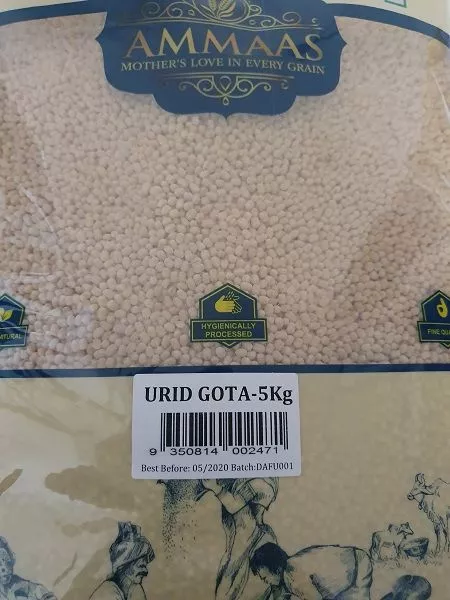 AMMAAS
MOTHER'S LOVE IN EVERY GRAIN
HYGIENICALLY
PROCESSED
FINE
URID GOTA-5Kg
9 350814 002471
Best Before: 05/2020 Batch:DAFU001